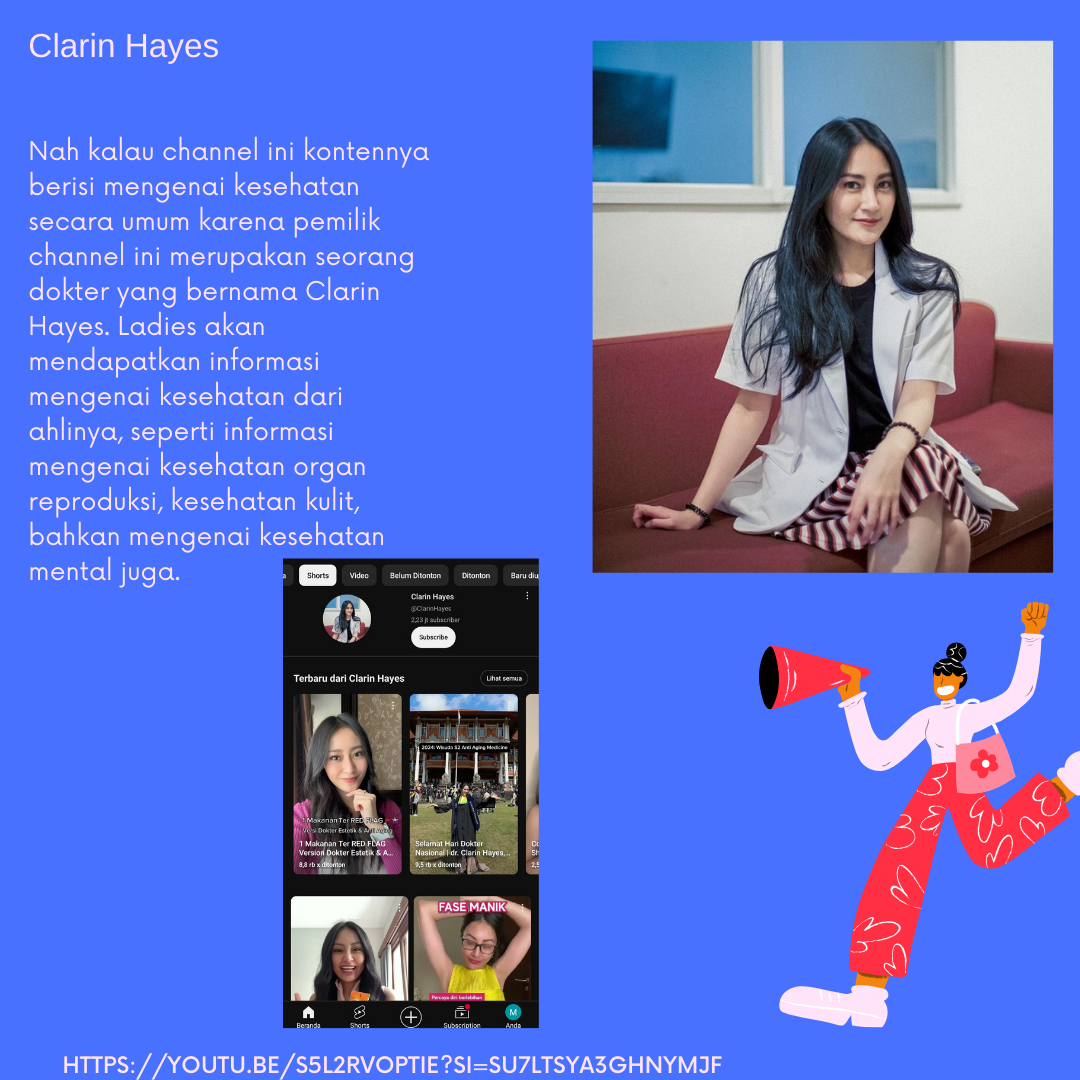 Clarin Hayes
Nah kalau channel ini kontennya
berisi mengenai kesehatan
secara umum karena pemilik
channel ini merupakan seorang
dokter yang bernama Clarin
Hayes. Ladies akan
mendapatkan informasi
mengenai kesehatan dari
ahlinya, seperti informasi
mengenai kesehatan organ
reproduksi, kesehatan kulit,
bahkan mengenai kesehatan
mental juga.
Shorts Video Belum Ditonton Ditonton Baru diu
Clarin Hayes
@ClarinHayes
2,23 jt subscriber
Subscribe
Terbaru dari Clarin Hayes Lihat semua
1 Makanan Ter RED FLAG
Versi Dokter Estetik & Anti Aging
1 Makanan Ter RED FLAG
Version Dokter Estetik & A...
8,8 rb x ditonton
2024: Wisuda S2 Anti Aging Medicine
Selamat Hari Dokter
Nasional | dr. Clarin Hayes,...
9,5 rb x ditonton
FASE MANIK
Percaya diri berlebihan
Beranda Shorts Subscription Anda
M
HTTPS://YOUTU.BE/S5L2RVOPTIE?SI=SU7LTSYA3GHNYMJF